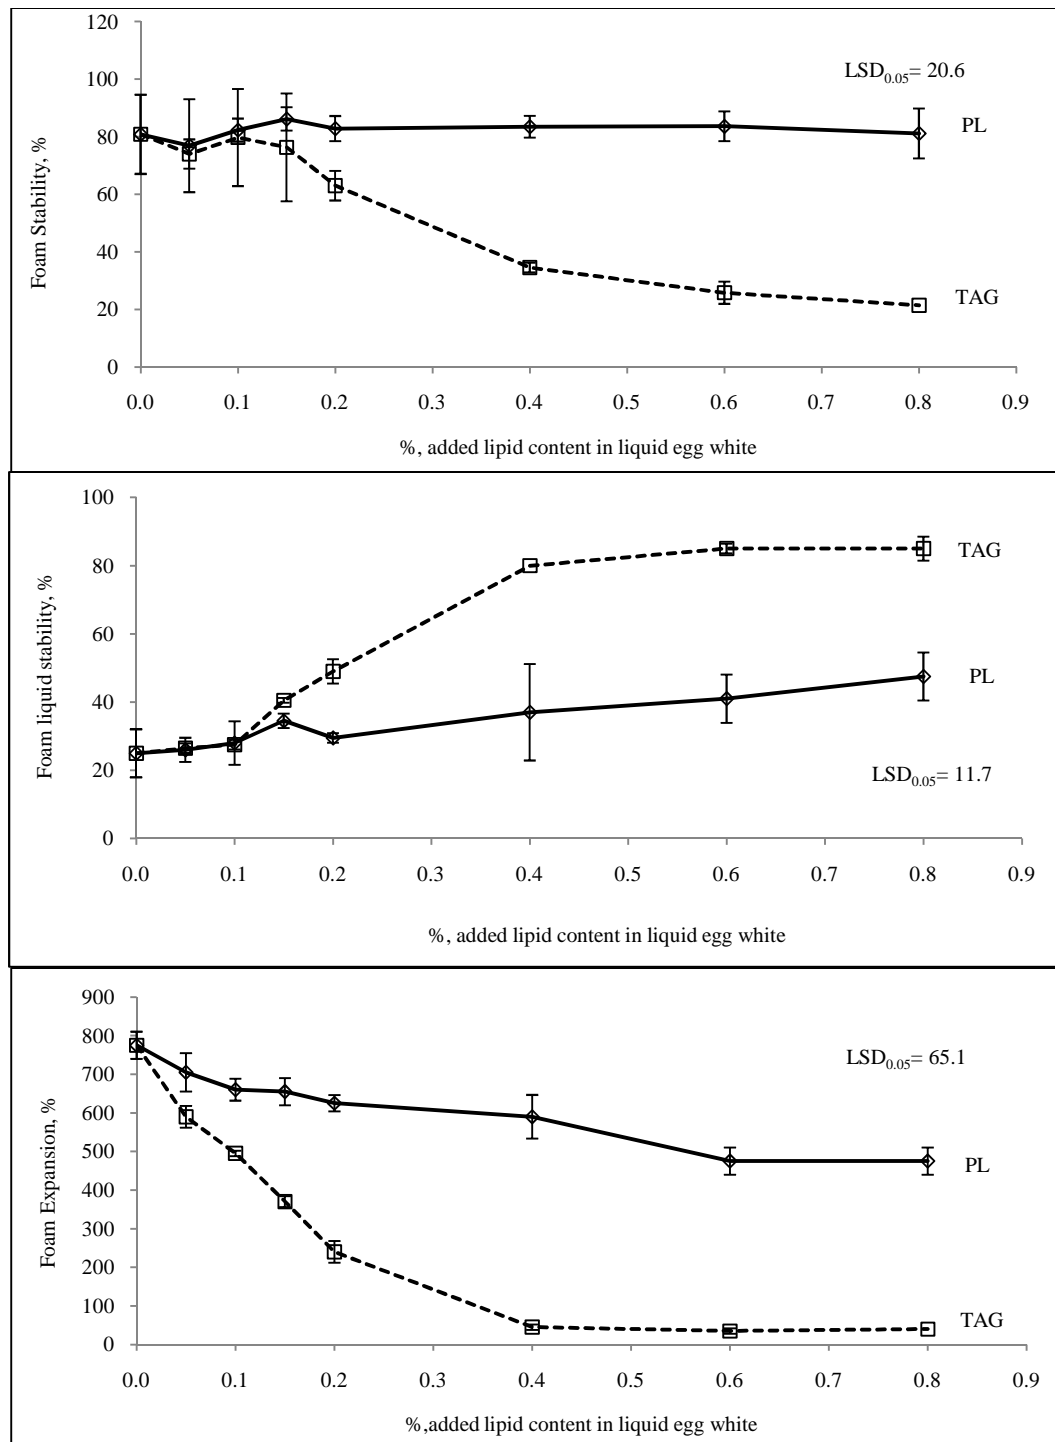 120
100
80
60
40
20
0
Foam Stability, %
LSD0.05= 20.6
PL
TAG
0.0 0.1 0.2 0.3 0.4 0.5 0.6 0.7 0.8 0.9
%, added lipid content in liquid egg white
100
80
60
40
20
0
Foam liquid stability, %
TAG
PL
LSD0.05= 11.7
0.0 0.1 0.2 0.3 0.4 0.5 0.6 0.7 0.8 0.9
%, added lipid content in liquid egg white
900
800
700
600
500
400
300
200
100
0
Foam Expansion, %
LSD0.05= 65.1
PL
TAG
0.0 0.1 0.2 0.3 0.4 0.5 0.6 0.7 0.8 0.9
%,added lipid content in liquid egg white